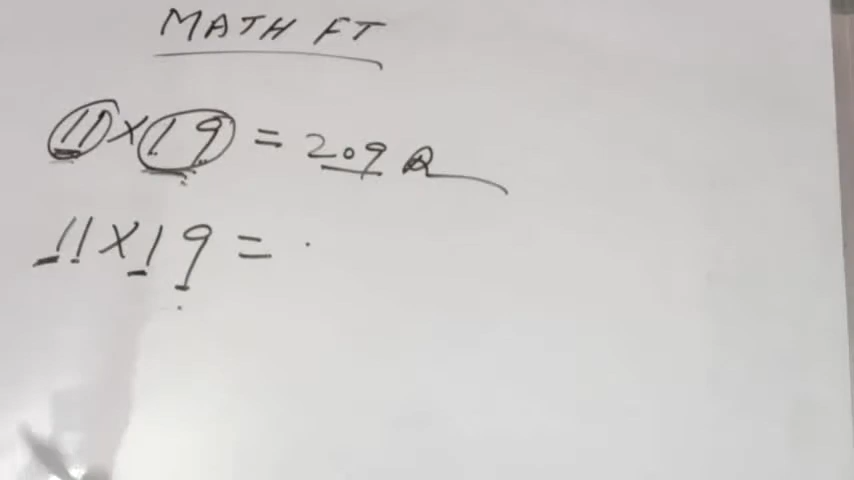 MATH FT
11 × 19 = 209
11 × 19 =